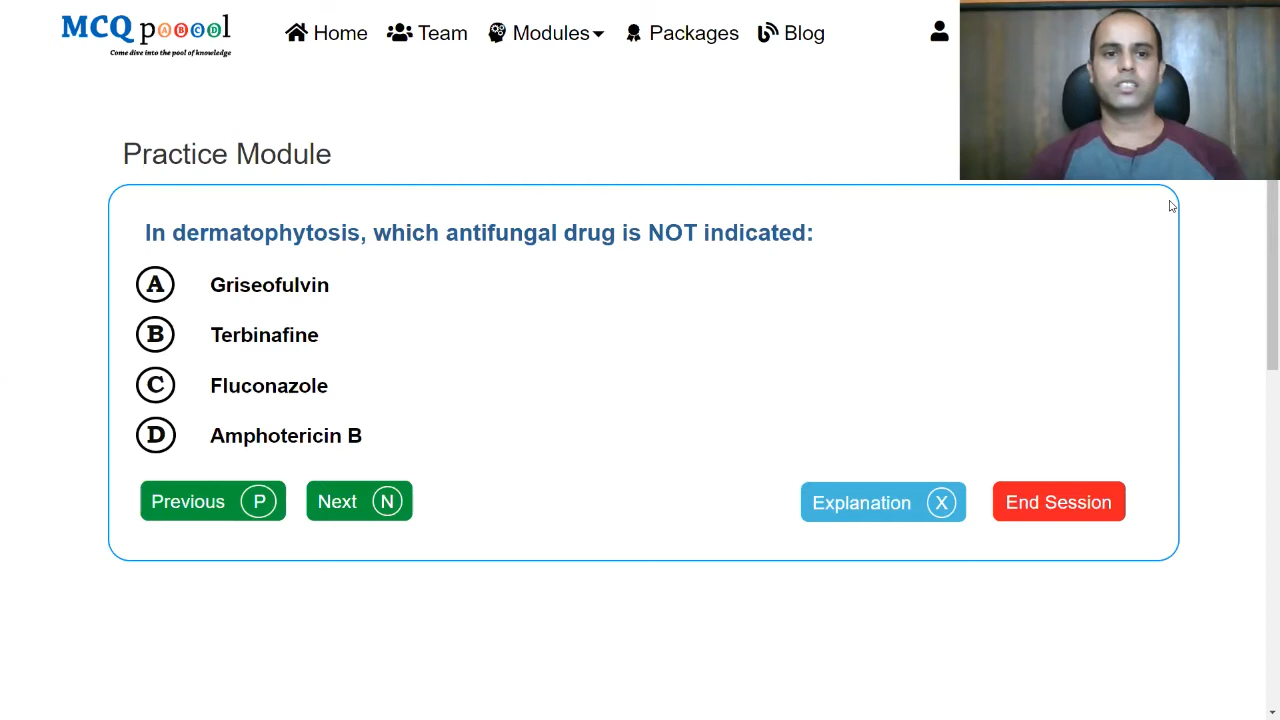 MCQ poool
A B C D
Come dive into the pool of knowledge
Home Team Modules Packages Blog
Practice Module
In dermatophytosis, which antifungal drug is NOT indicated:
A Griseofulvin
B Terbinafine
C Fluconazole
D Amphotericin B
Previous P Next N Explanation X End Session